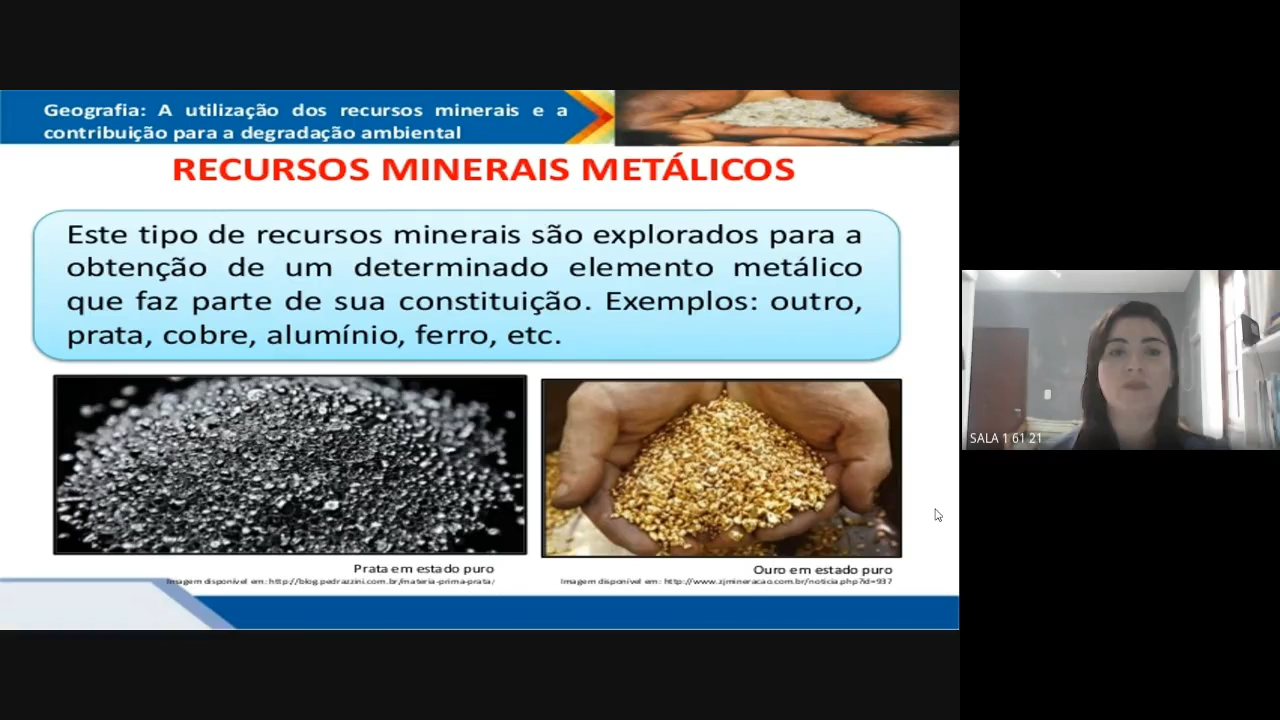 Geografia: A utilização dos recursos minerais e a
contribuição para a degradação ambiental
RECURSOS MINERAIS METÁLICOS
Este tipo de recursos minerais são explorados para a
obtenção de um determinado elemento metálico
que faz parte de sua constituição. Exemplos: outro,
prata, cobre, alumínio, ferro, etc.
Prata em estado puro
Imagem disponível em: http://blog.pedrazzini.com.br/materia-prima-prata/
Ouro em estado puro
Imagem disponível em: http://www.zjmineracao.com.br/noticia.php?id=937
SALA 1 61 21